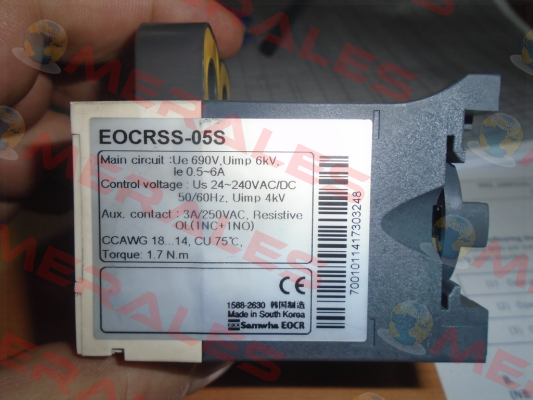 EOCRSS-05S
Main circuit :Ue 690V,Uimp 6kV,
Ie 0.5~6A
Control voltage : Us 24~240VAC/DC
50/60Hz, Uimp 4kV
Aux. contact : 3A/250VAC, Resistive
OL(1NC+1NO)
CCAWG 18...14, CU 75℃,
Torque: 1.7 N.m
CE
1588-2630 韩国制造
Made in South Korea
Samwha EOCR
7001011417303248
MERALES